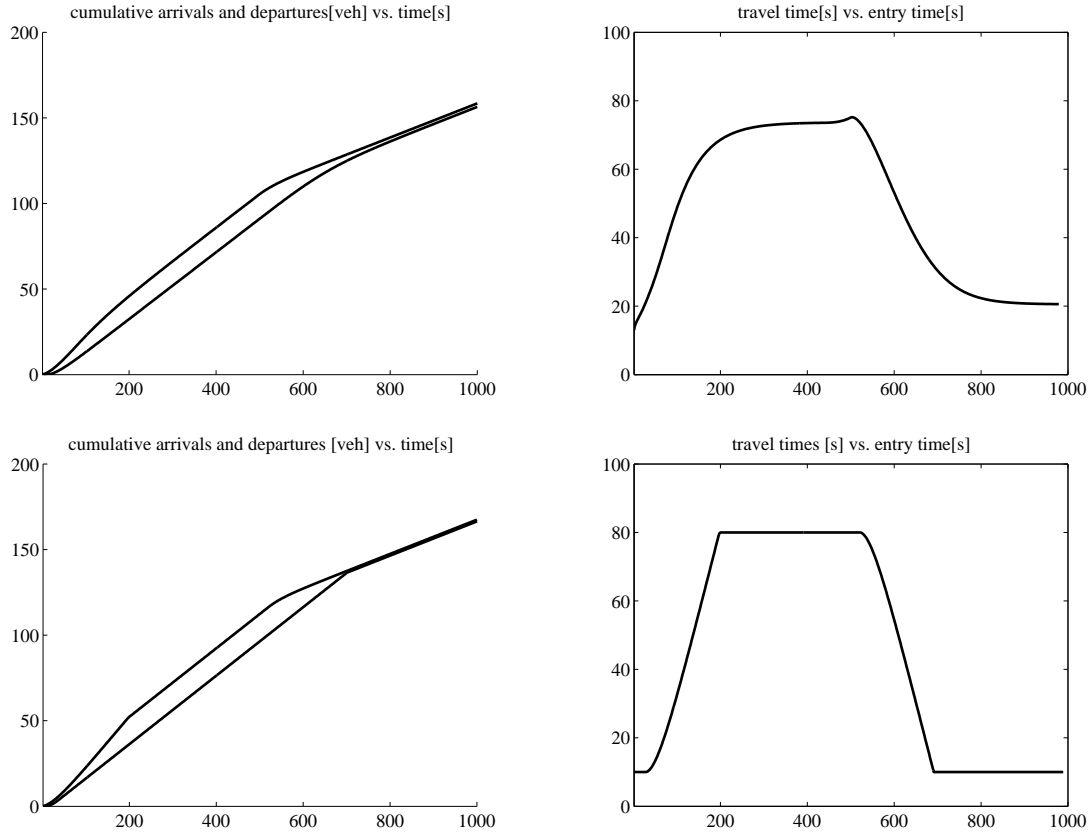 cumulative arrivals and departures[veh] vs. time[s]
200
150
100
50
0
200 400 600 800 1000
travel time[s] vs. entry time[s]
100
80
60
40
20
0
0 200 400 600 800 1000
cumulative arrivals and departures [veh] vs. time[s]
200
150
100
50
0
200 400 600 800 1000
travel times [s] vs. entry time[s]
100
80
60
40
20
0
0 200 400 600 800 1000